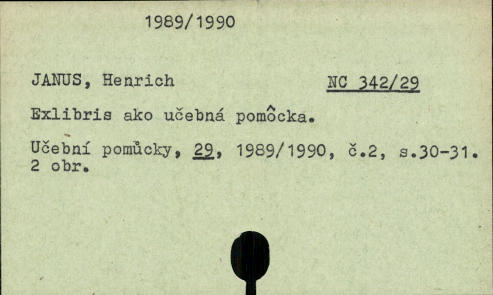 1989/1990
JANUS, Henrich NC 342/29
Exlibris ako učebná pomôcka.
Učební pomůcky, 29, 1989/1990, č.2, s.30-31.
2 obr.